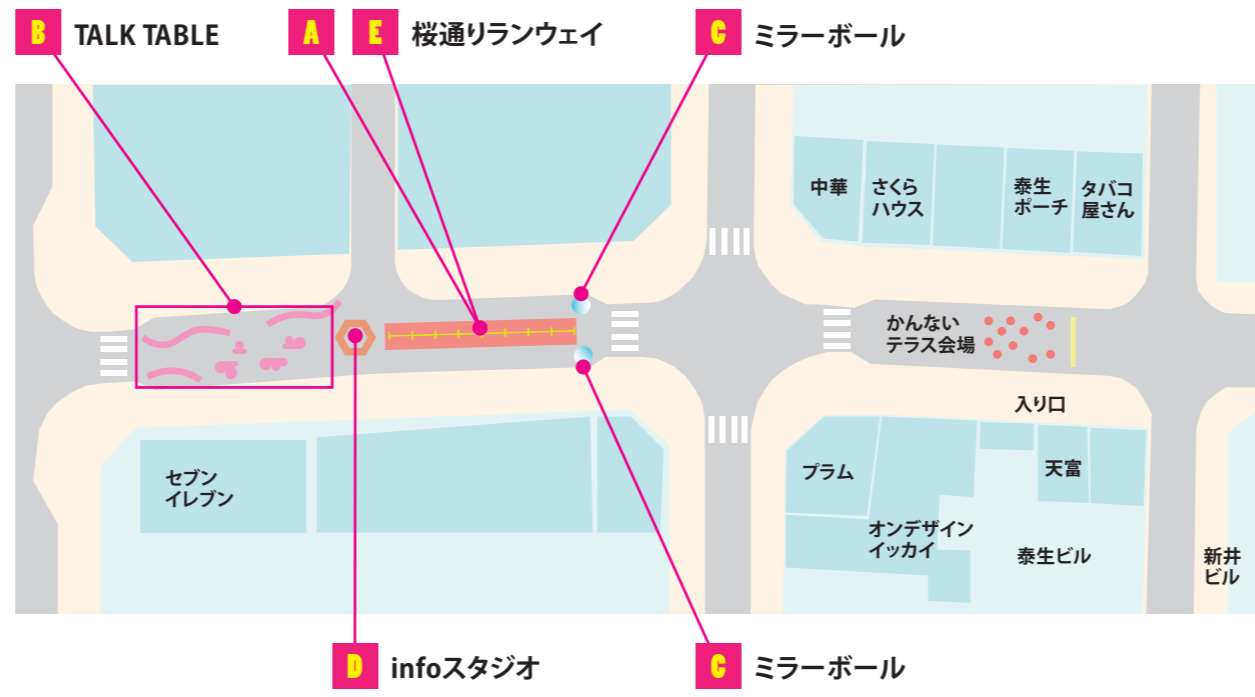 B TALK TABLE
A E 桜通りランウェイ
C ミラーボール
中華
さくら
ハウス
泰生
ポーチ
タバコ
屋さん
かんない
テラス会場
入り口
セブン
イレブン
プラム
天富
オンデザイン
イッカイ
泰生ビル
新井
ビル
D infoスタジオ
C ミラーボール